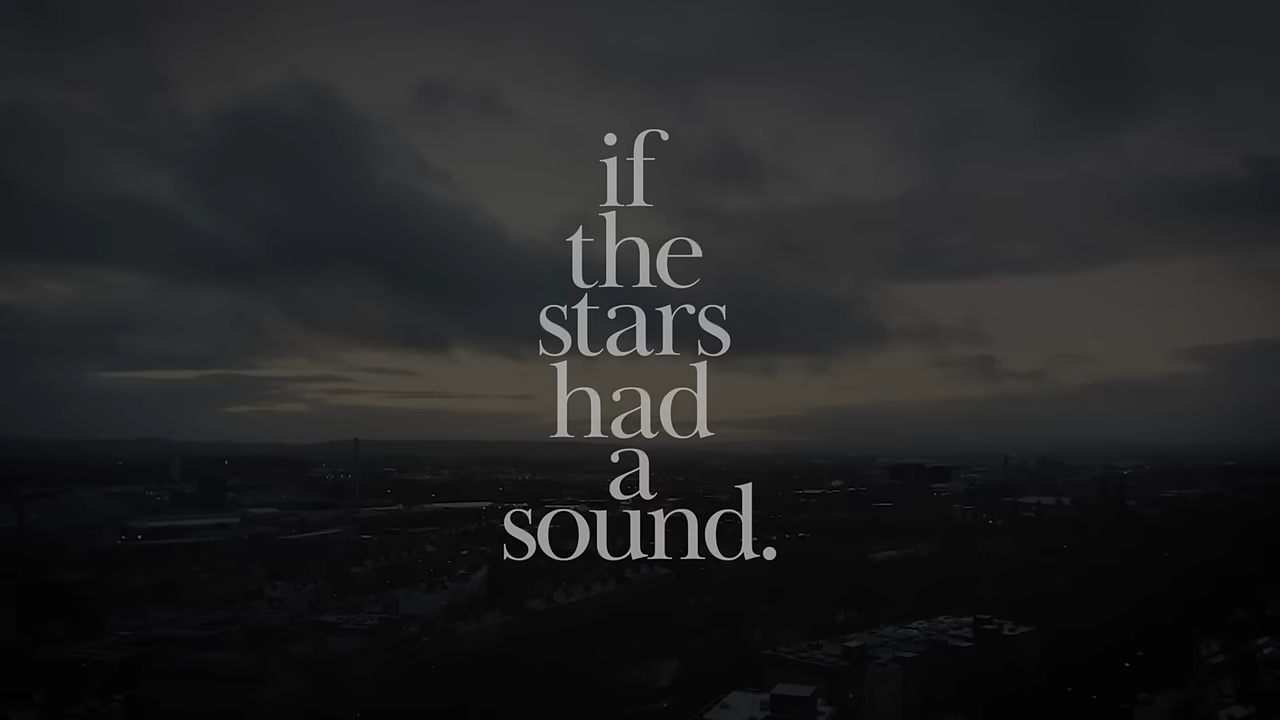 if
the
stars
had
a
sound.